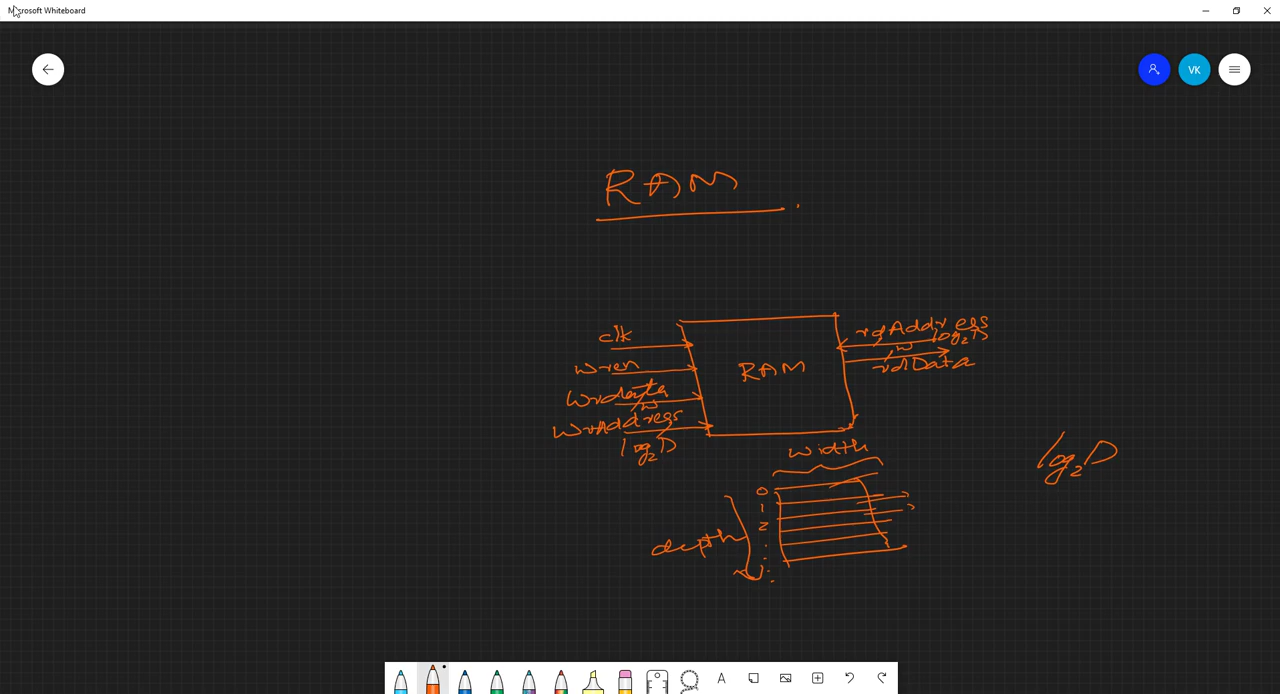 Microsoft Whiteboard
VK
RAM
clk
wren
wrdata
w
wrAddress
log2D
RAM
rdAddress
log2D
w
rdData
width
0
1
2
depth
log2D
A